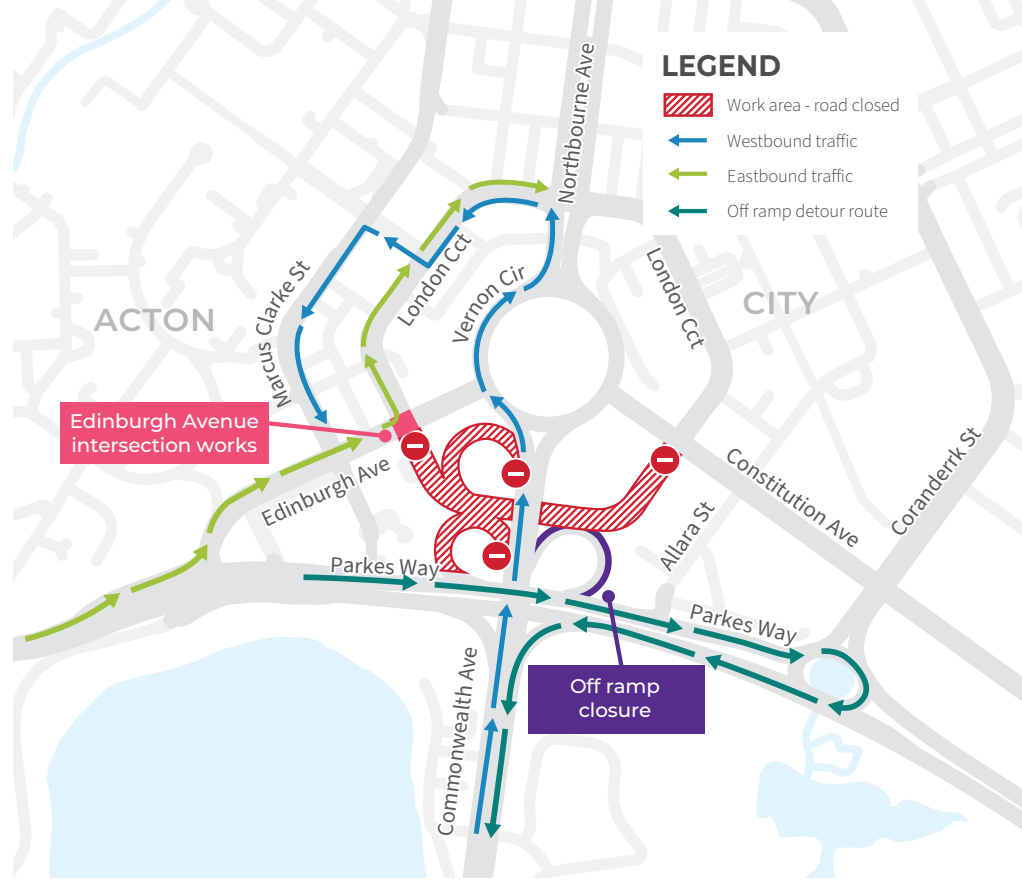 LEGEND
Work area - road closed
Westbound traffic
Eastbound traffic
Off ramp detour route
Northbourne Ave
London Cct
Vernon Cir
London Cct
CITY
ACTON
Marcus Clarke St
Edinburgh Avenue
intersection works
Edinburgh Ave
Constitution Ave
Coranderrk St
Allara St
Parkes Way
Parkes Way
Off ramp
closure
Commonwealth Ave